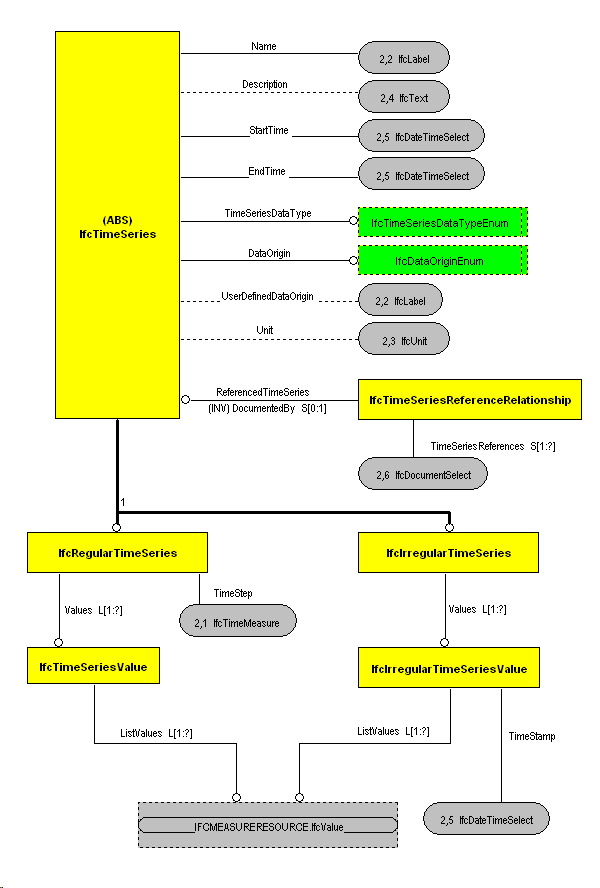 Name
2,2 IfcLabel
Description
2,4 IfcText
StartTime
2,5 IfcDateTimeSelect
EndTime
2,5 IfcDateTimeSelect
(ABS)
IfcTimeSeries
TimeSeriesDataType
IfcTimeSeriesDataTypeEnum
DataOrigin
IfcDataOriginEnum
UserDefinedDataOrigin
2,2 IfcLabel
Unit
2,3 IfcUnit
ReferencedTimeSeries
(INV) DocumentedBy S[0:1]
IfcTimeSeriesReferenceRelationship
TimeSeriesReferences S[1:?]
2,6 IfcDocumentSelect
1
IfcRegularTimeSeries
IfcIrregularTimeSeries
TimeStep
Values L[1:?]
2,1 IfcTimeMeasure
Values L[1:?]
IfcTimeSeriesValue
IfcIrregularTimeSeriesValue
ListValues L[1:?]
ListValues L[1:?]
TimeStamp
IFCMEASURERESOURCE.IfcValue
2,5 IfcDateTimeSelect